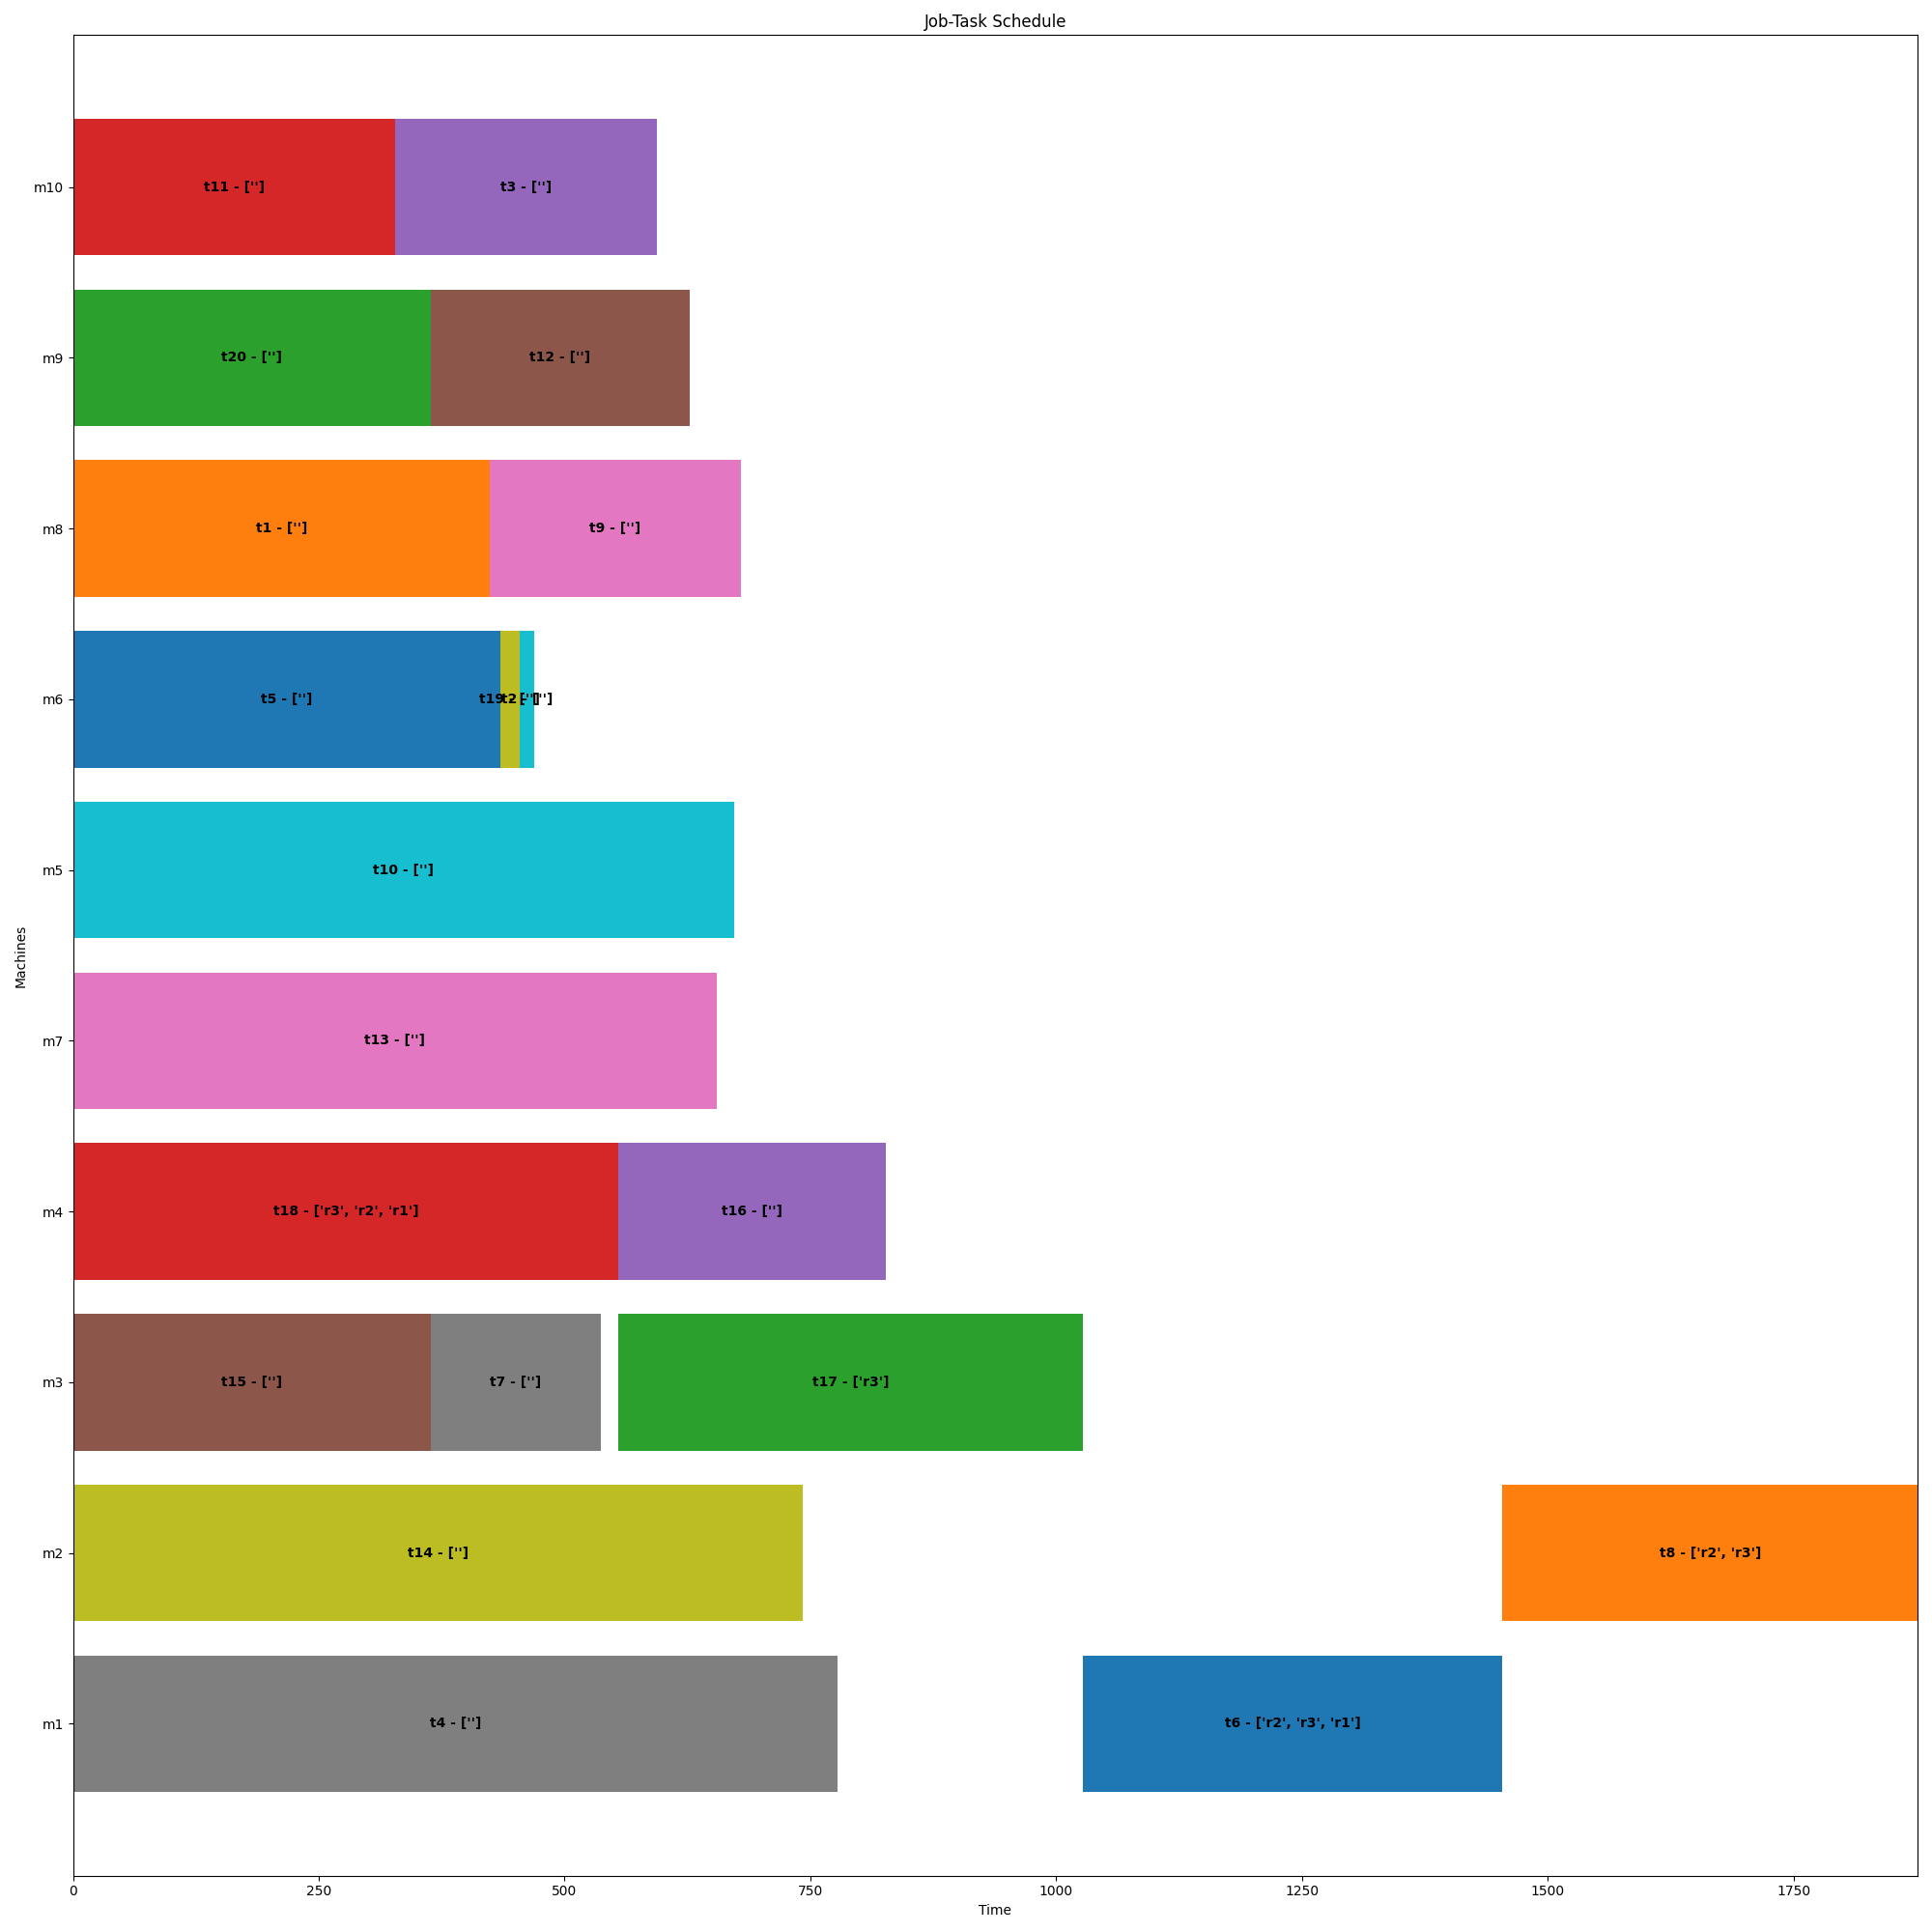 Job-Task Schedule
m10
t11 - ['']
t3 - ['']
m9
t20 - ['']
t12 - ['']
m8
t1 - ['']
t9 - ['']
m6
t5 - ['']
t19
t2 - ['']
m5
t10 - ['']
m7
t13 - ['']
m4
t18 - ['r3', 'r2', 'r1']
t16 - ['']
m3
t15 - ['']
t7 - ['']
t17 - ['r3']
m2
t14 - ['']
t8 - ['r2', 'r3']
m1
t4 - ['']
t6 - ['r2', 'r3', 'r1']
Machines
0 250 500 750 1000 1250 1500 1750
Time